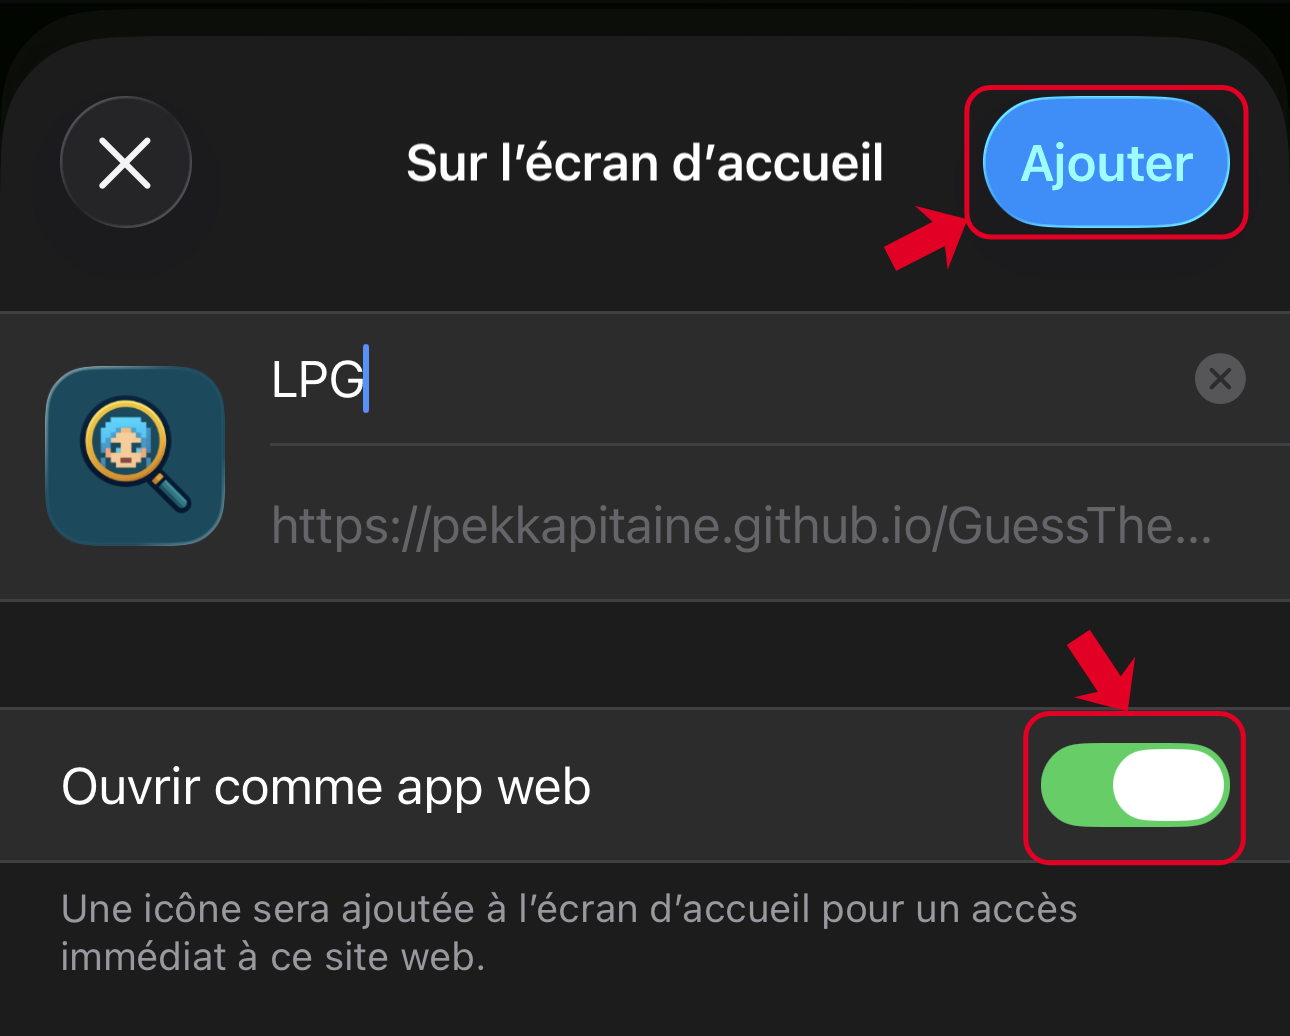 Sur l’écran d’accueil
Ajouter
LPG
https://pekkapitaine.github.io/GuessThe...
Ouvrir comme app web
Une icône sera ajoutée à l’écran d’accueil pour un accès
immédiat à ce site web.